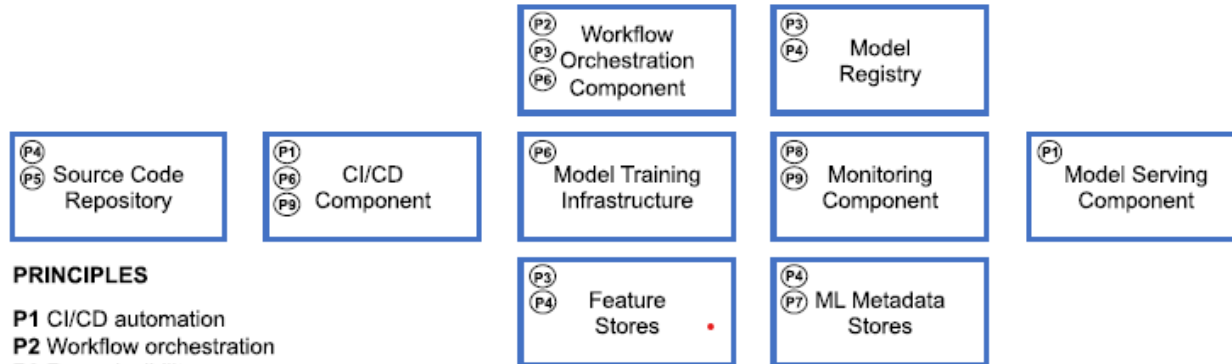 P2
P3
P6
Workflow
Orchestration
Component
P3
P4
Model
Registry
P4
P5
Source Code
Repository
P1
P6
P9
CI/CD
Component
P6
Model Training
Infrastructure
P8
P9
Monitoring
Component
P1
Model Serving
Component
PRINCIPLES
P1 CI/CD automation
P2 Workflow orchestration
P3
P4
Feature
Stores
P4
P7
ML Metadata
Stores